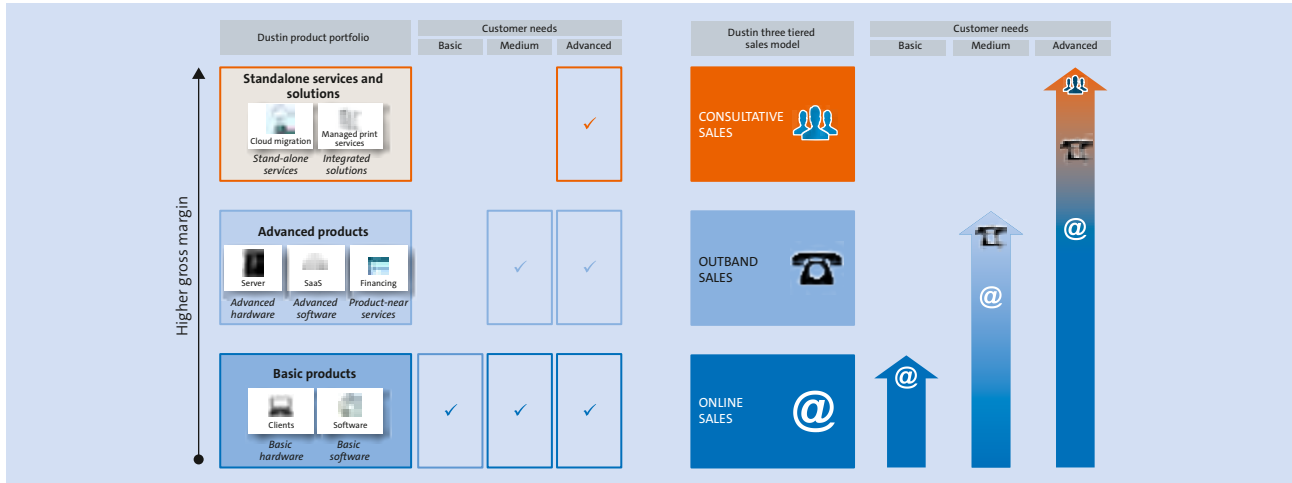 Dustin product portfolio
Customer needs
Basic
Medium
Advanced
Higher gross margin
Standalone services and
solutions
Cloud migration
Managed print
services
Stand-alone
services
Integrated
solutions
✓
Advanced products
Server
SaaS
Financing
Advanced
hardware
Advanced
software
Product-near
services
✓
✓
Basic products
Clients
Software
Basic
hardware
Basic
software
✓
✓
✓
Dustin three tiered
sales model
Customer needs
Basic
Medium
Advanced
CONSULTATIVE
SALES
OUTBAND
SALES
ONLINE
SALES
@
@
@
@